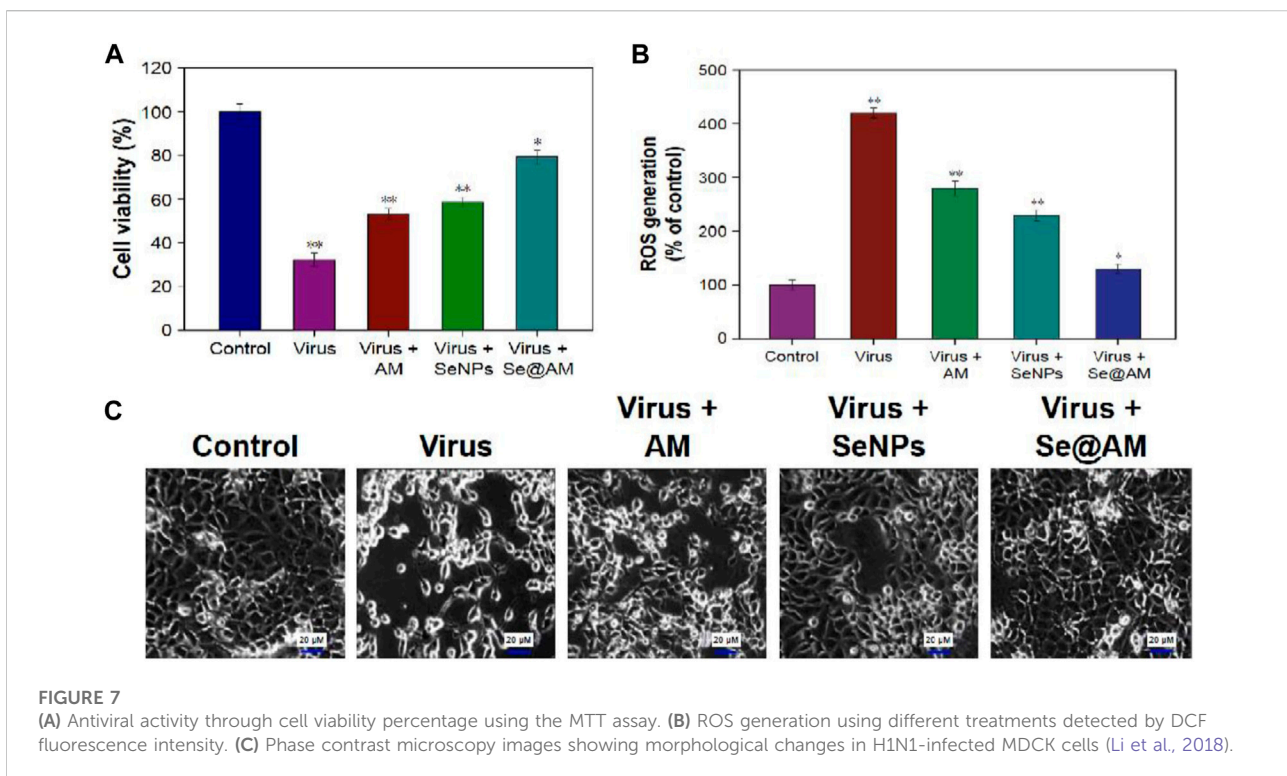 A
Cell viability (%)
120
100
80
60
40
20
0
**
**
**
*
Control
Virus
Virus +
AM
Virus +
SeNPs
Virus +
Se@AM
B
ROS generation
(% of control)
500
400
300
200
100
0
**
**
**
*
Control
Virus
Virus +
AM
Virus +
SeNPs
Virus +
Se@AM
C
Control
Virus
Virus +
AM
Virus +
SeNPs
Virus +
Se@AM
20 µM
20 µM
20 µM
20 µM
20 µM
FIGURE 7
(A) Antiviral activity through cell viability percentage using the MTT assay. (B) ROS generation using different treatments detected by DCF
fluorescence intensity. (C) Phase contrast microscopy images showing morphological changes in H1N1-infected MDCK cells (Li et al., 2018).